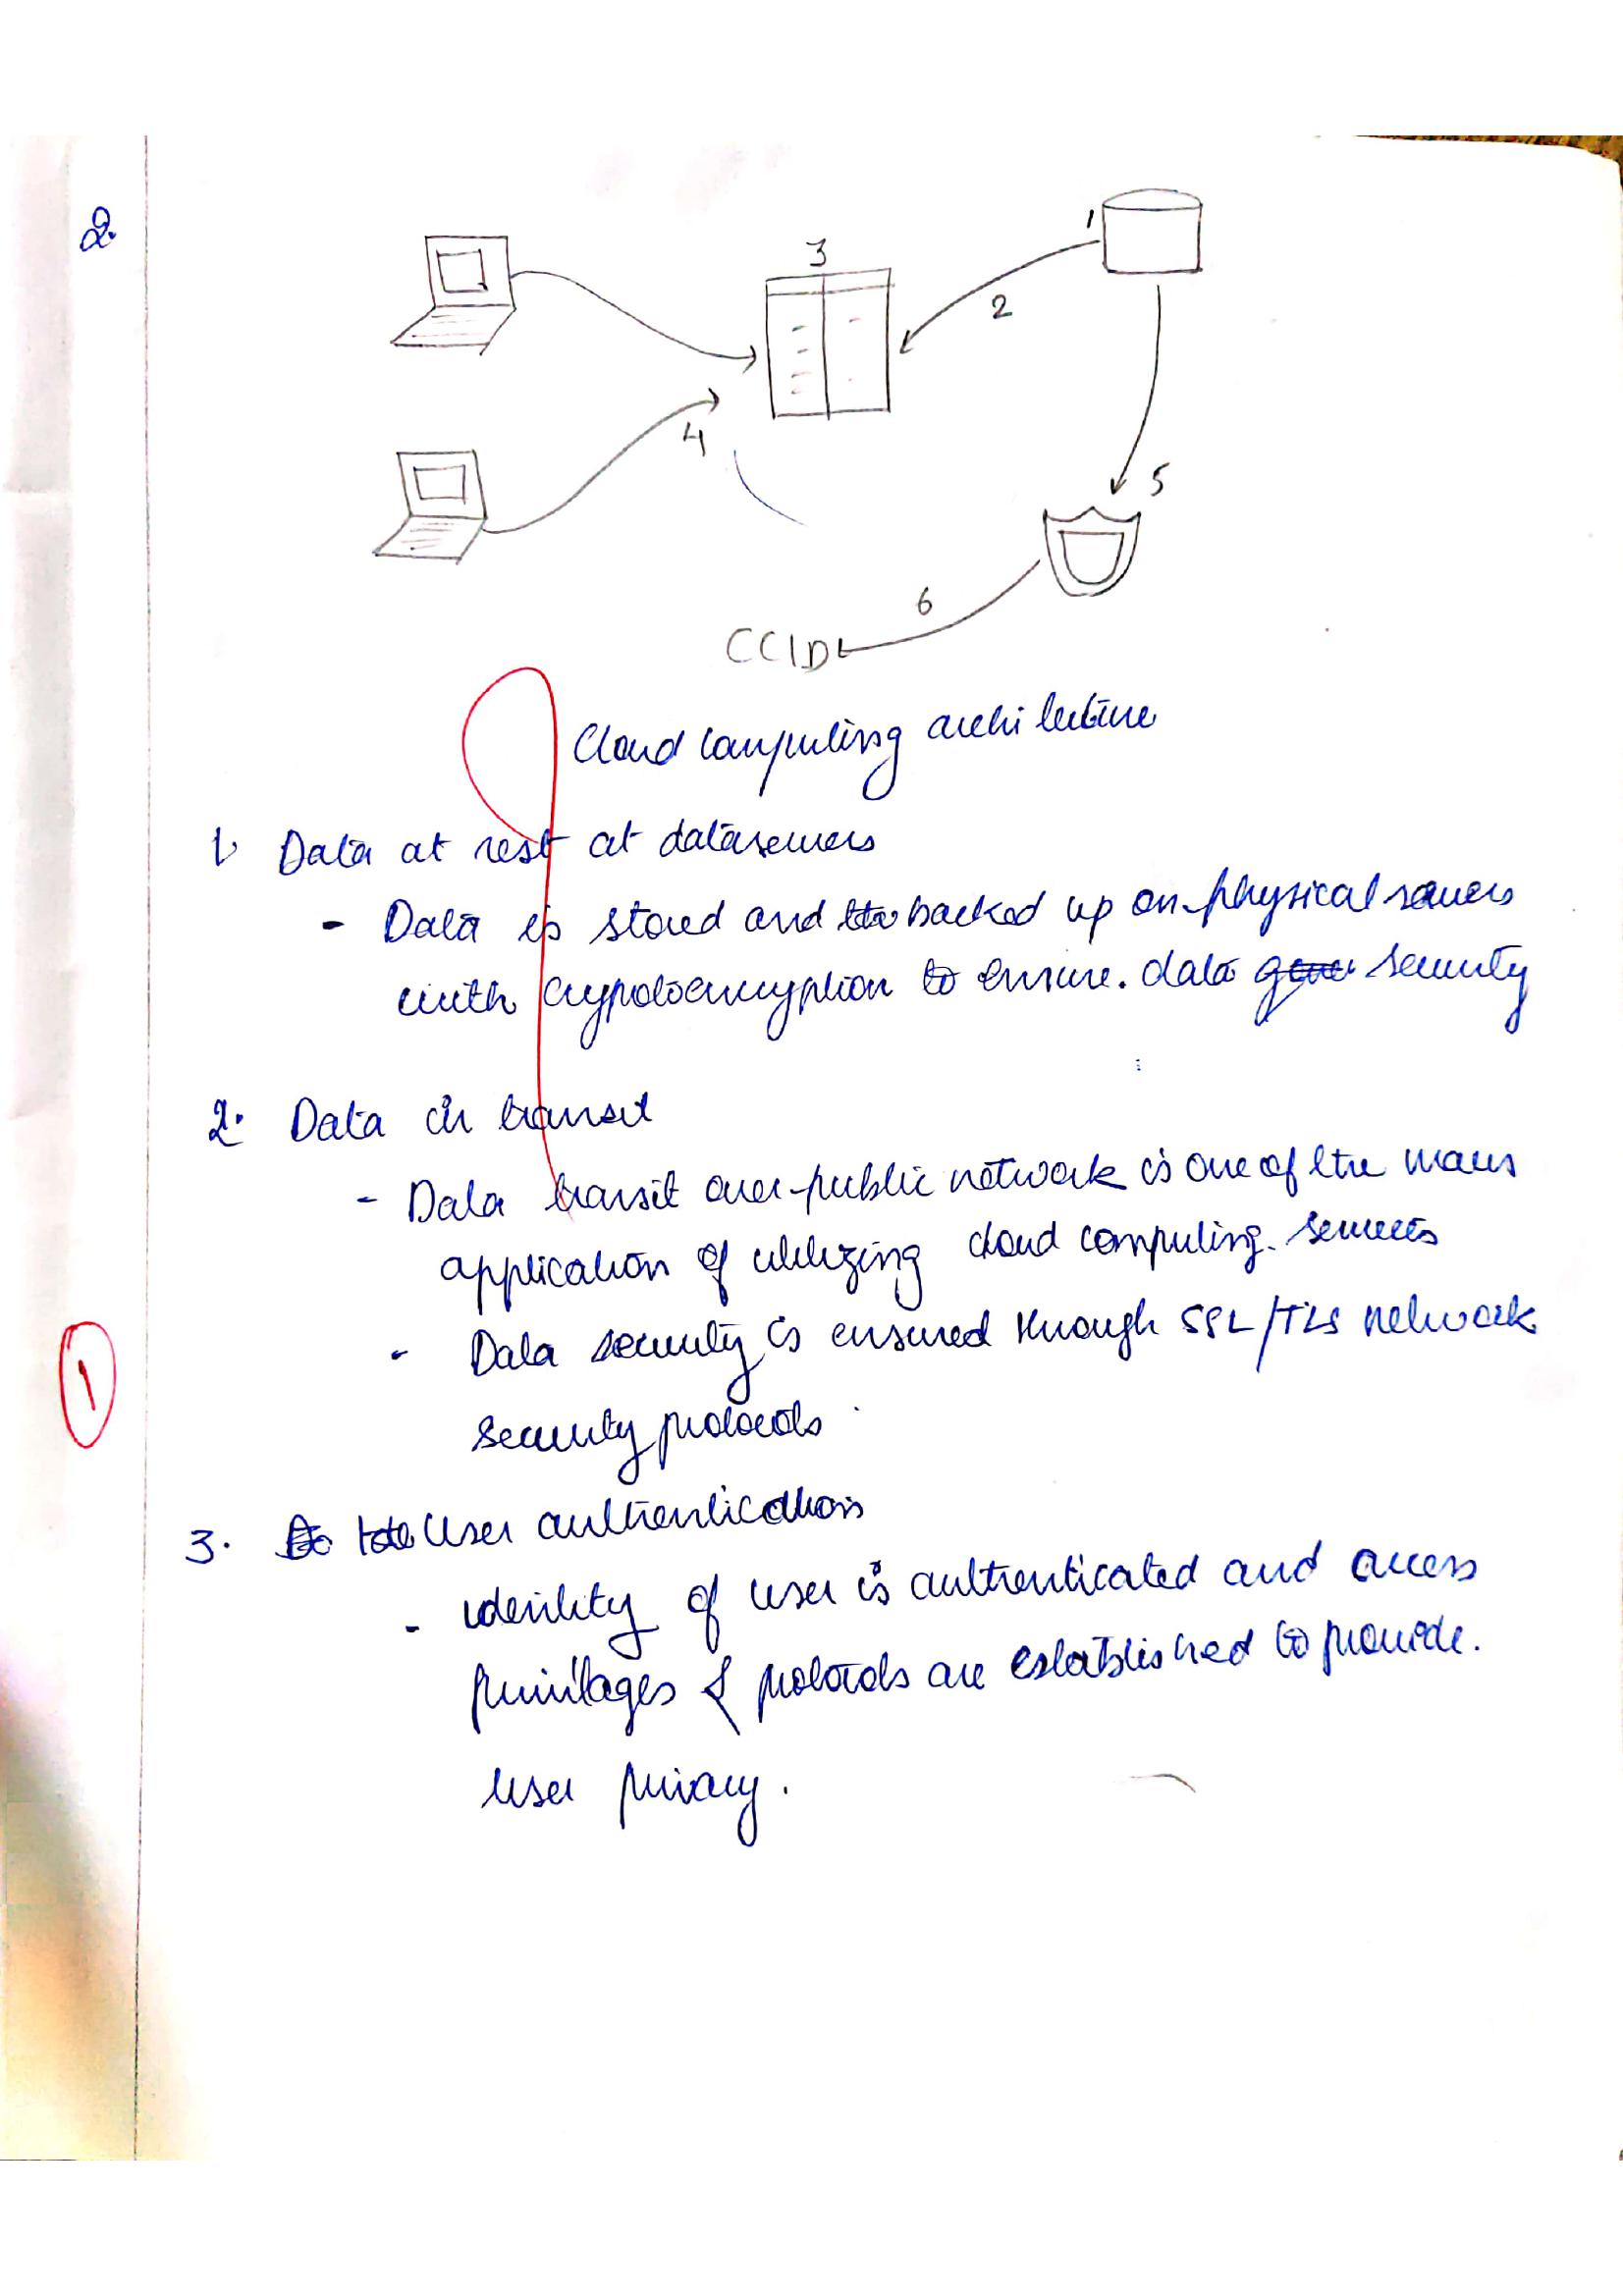 2.
1
3
2
4
5
6
CCID
Cloud computing architecture
1. Data at rest at dataservers
- Data is stored and backed up on physical servers
with cryptoencryption to ensure. data security
2. Data in transit
- Data transit over public network is one of the main
application of utilizing cloud computing. services
- Data security is ensured through SSL/TLS network
security protocols
1
3. User authentication
- identity of user is authenticated and access
privilages & protocols are established to provide.
user privacy.